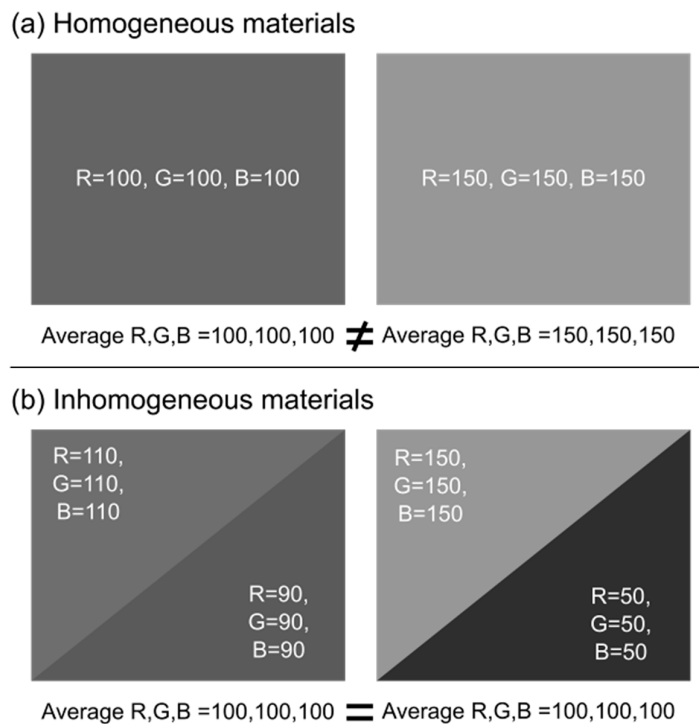 (a) Homogeneous materials
R=100, G=100, B=100
R=150, G=150, B=150
Average R,G,B =100,100,100 ≠ Average R,G,B =150,150,150
(b) Inhomogeneous materials
R=110,
G=110,
B=110
R=90,
G=90,
B=90
R=150,
G=150,
B=150
R=50,
G=50,
B=50
Average R,G,B =100,100,100 = Average R,G,B =100,100,100